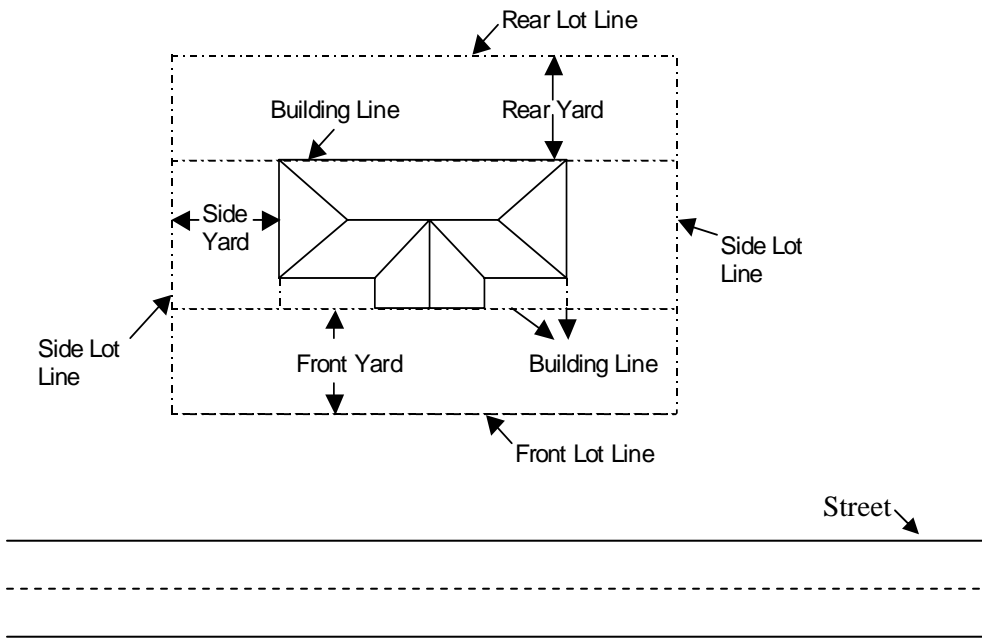 Rear Lot Line
Building Line
Rear Yard
Side
Yard
Side Lot
Line
Side Lot
Line
Front Yard
Building Line
Front Lot Line
Street